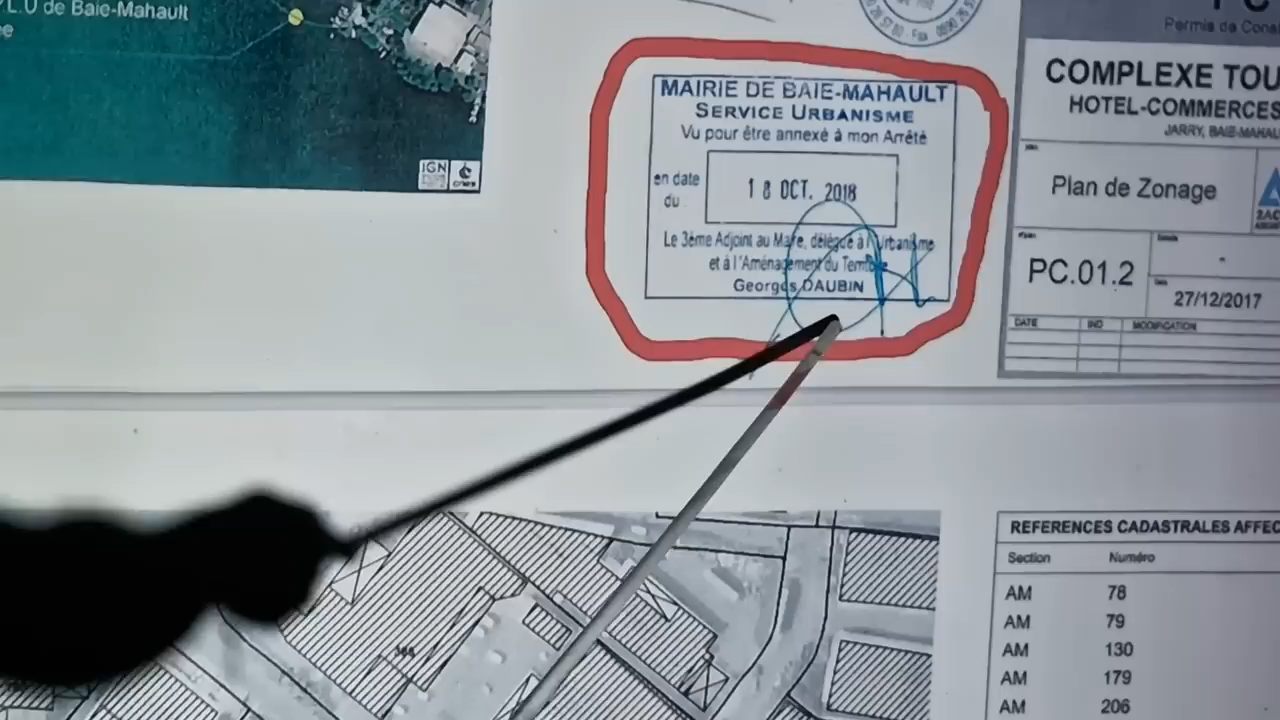 P.L.U de Baie-Mahault
IGN
cnes
MAIRIE DE BAIE-MAHAULT
SERVICE URBANISME
Vu pour être annexé à mon Arrêté
en date
du
18 OCT. 2018
Le 3ème Adjoint au Maire, délégué à l'Urbanisme
et à l'Aménagement du Territoire
Georges DAUBIN
Permis de Cons
COMPLEXE TOU
HOTEL-COMMERCES
JARRY, BAIE-MAHAU
Plan de Zonage
PC.01.2
27/12/2017
DATE IND MODIFICATION
REFERENCES CADASTRALES AFFEC
Section Numéro
AM 78
AM 79
AM 130
AM 179
AM 206